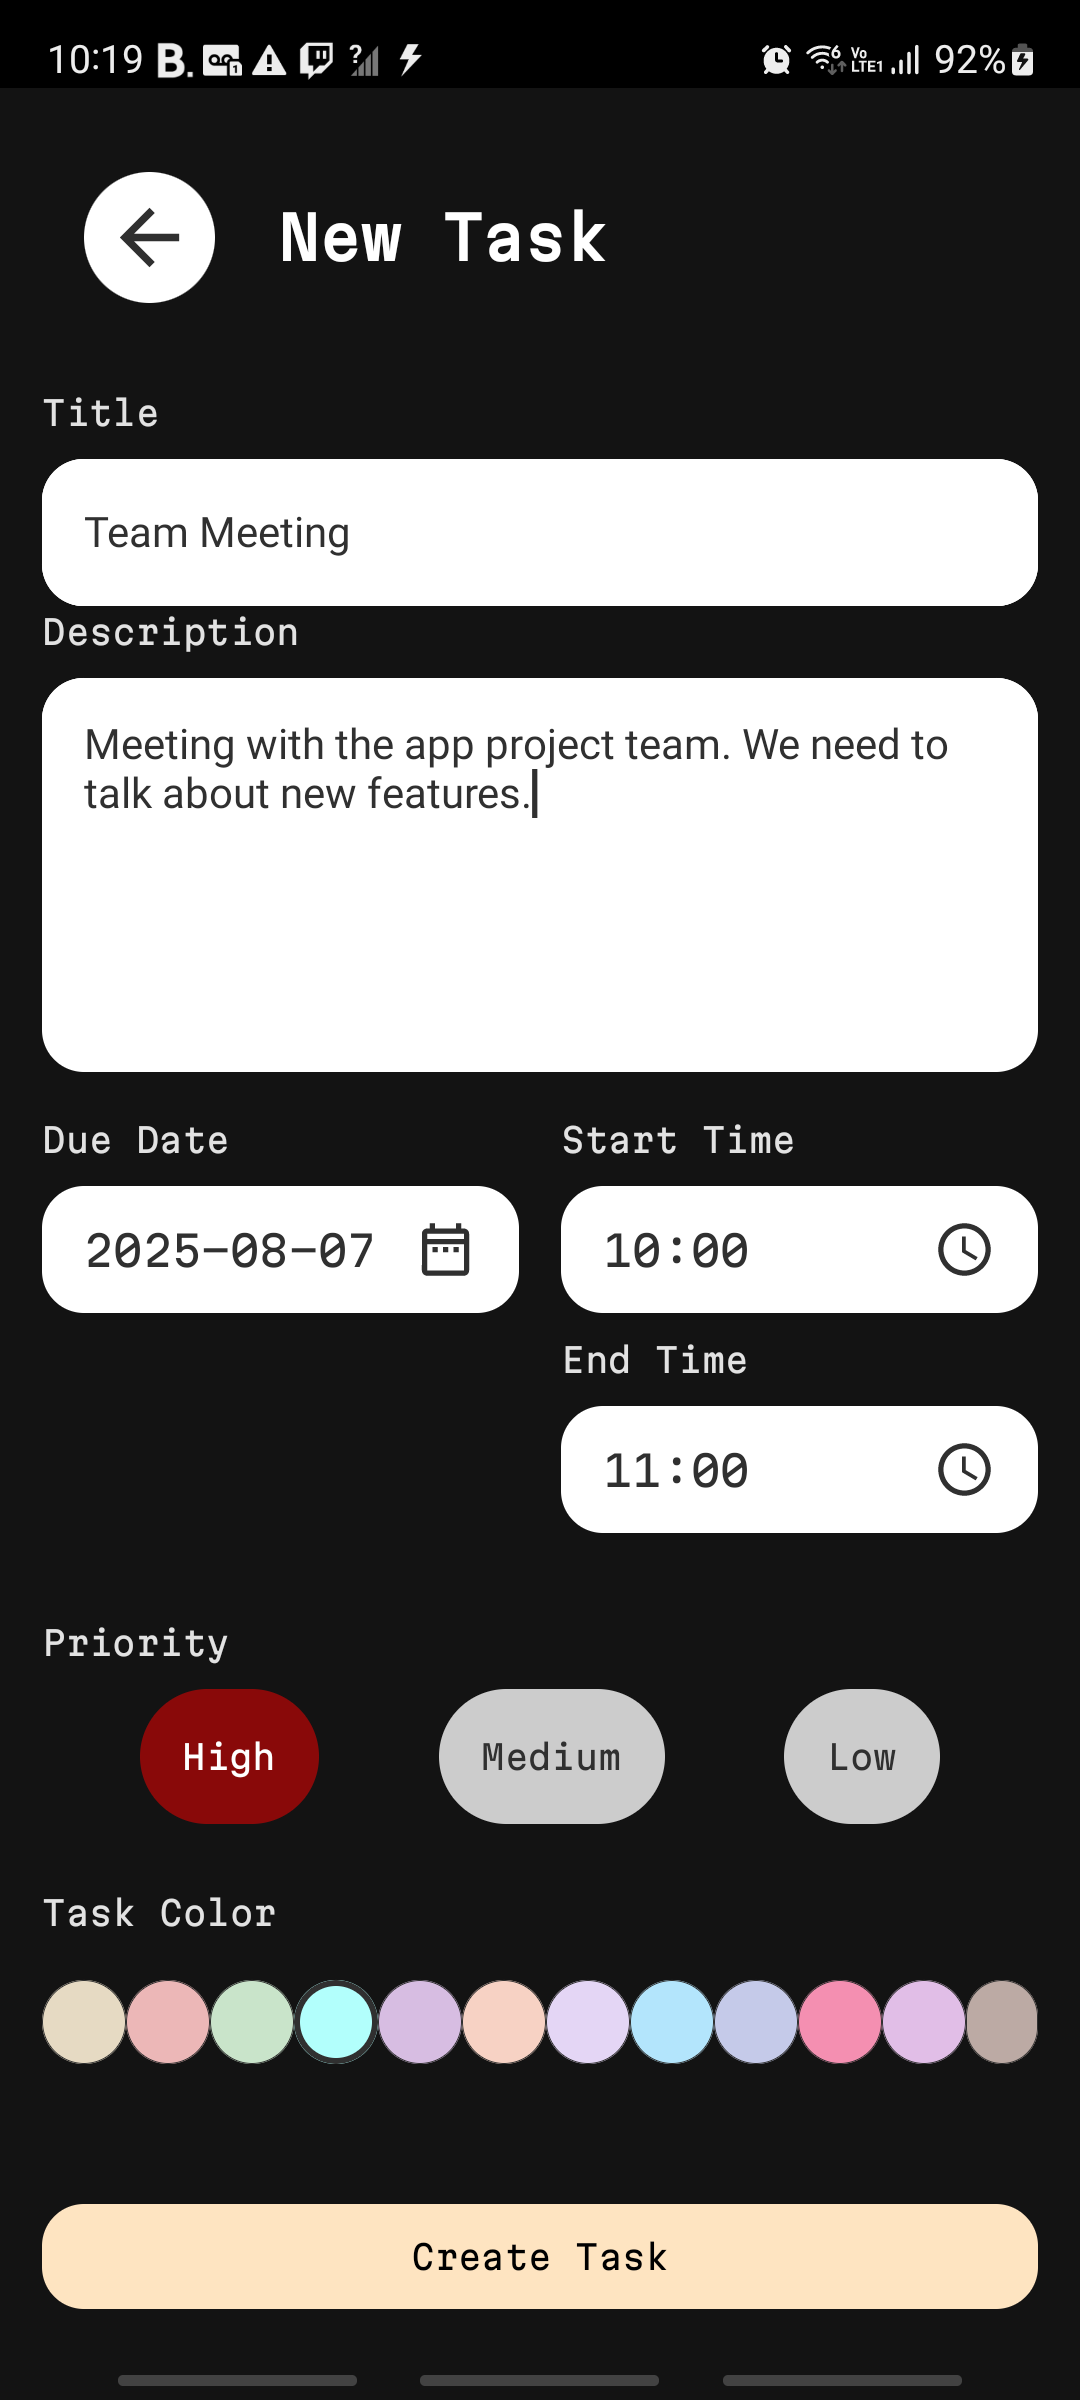 10:19 B. 92%
New Task
Title
Team Meeting
Description
Meeting with the app project team. We need to
talk about new features.
Due Date
Start Time
2025-08-07
10:00
End Time
11:00
Priority
High
Medium
Low
Task Color
Create Task